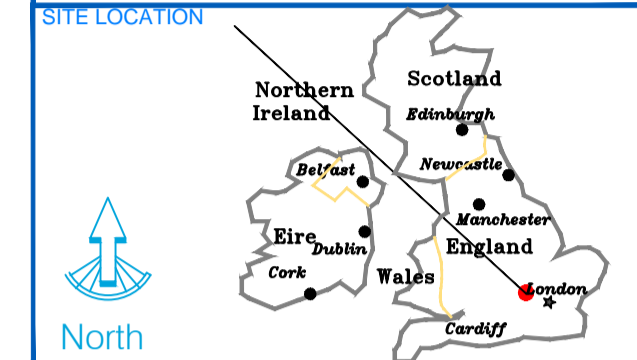 SITE LOCATION
Scotland
Northern
Ireland
Edinburgh
Newcastle
Belfast
Manchester
Eire
Dublin
England
Cork
Wales
London
Cardiff
North